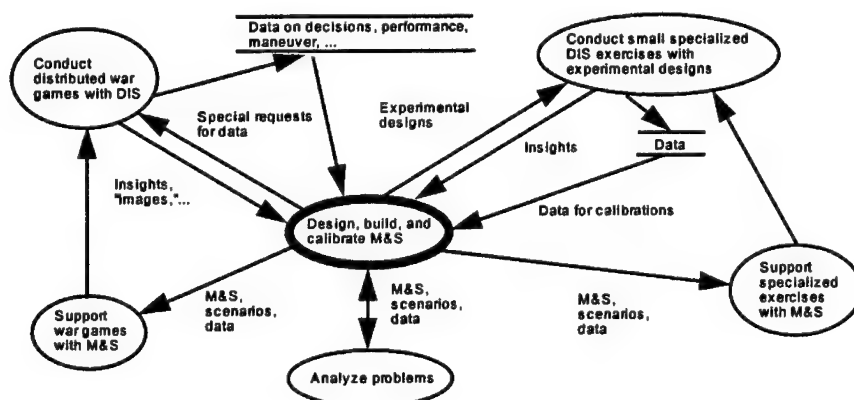 Data on decisions, performance,
maneuver, ...
Conduct
distributed war
games with DIS
Conduct small specialized
DIS exercises with
experimental designs
Special requests
for data
Experimental
designs
Insights
Data
Insights,
"images,"...
Design, build, and
calibrate M&S
Data for calibrations
Support
war games
with M&S
M&S,
scenarios,
data
M&S,
scenarios,
data
M&S,
scenarios,
data
Support
specialized
exercises
with M&S
Analyze problems